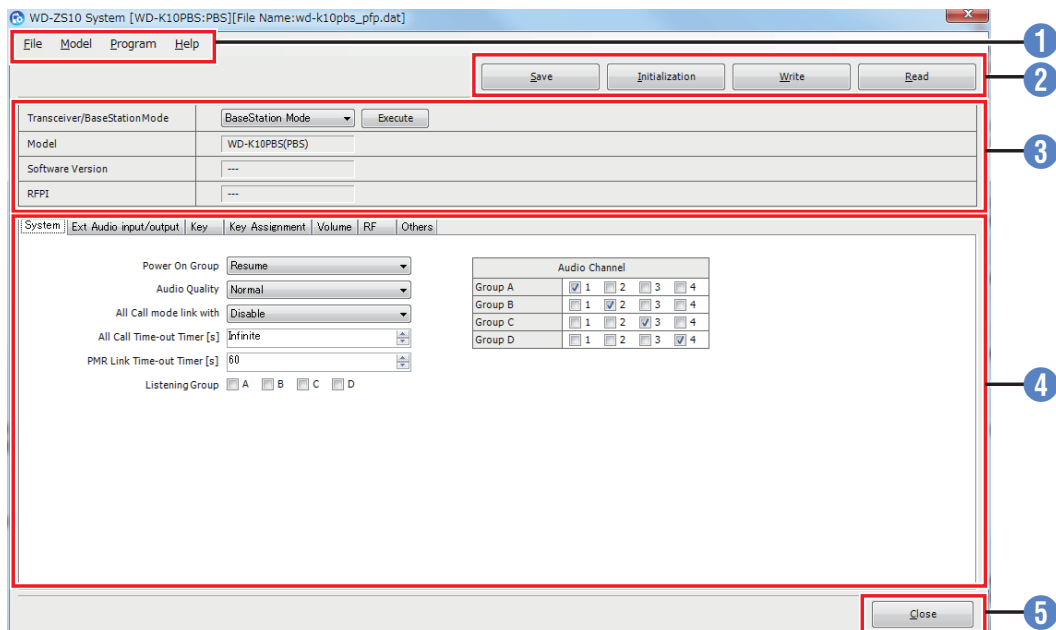 WD-ZS10 System [WD-K10PBS:PBS][File Name:wd-k10pbs_pfp.dat]
File Model Program Help
1
Save Initialization Write Read
2
Transceiver/BaseStationMode BaseStation Mode Execute
Model WD-K10PBS(PBS)
3
Software Version ---
RFPI ---
System Ext Audio input/output Key Key Assignment Volume RF Others
Power On Group Resume
Audio Quality Normal
All Call mode link with Disable
All Call Time-out Timer [s] Infinite
PMR Link Time-out Timer [s] 60
Listening Group A B C D
Audio Channel
Group A 1 2 3 4
Group B 1 2 3 4
Group C 1 2 3 4
Group D 1 2 3 4
4
Close
5